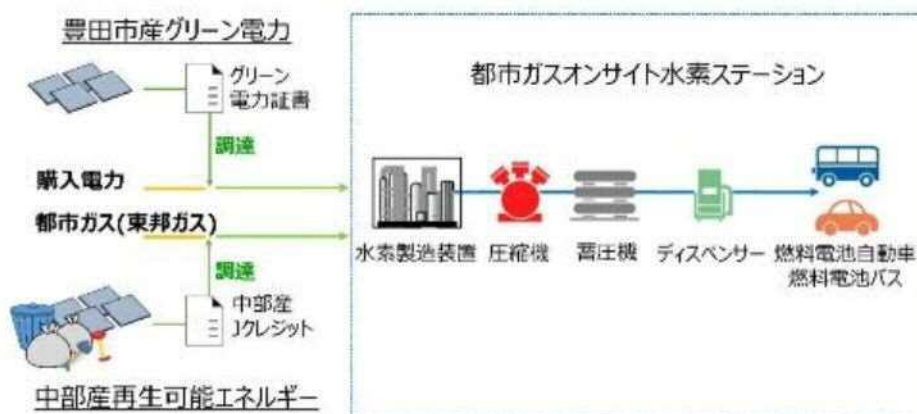 豊田市産グリーン電力
グリーン
電力証書
調達
購入電力
都市ガス(東邦ガス)
調達
中部産
Jクレジット
中部産再生可能エネルギー
都市ガスオンサイト水素ステーション
水素製造装置
圧縮機
蓄圧機
ディスペンサー
燃料電池自動車
燃料電池バス